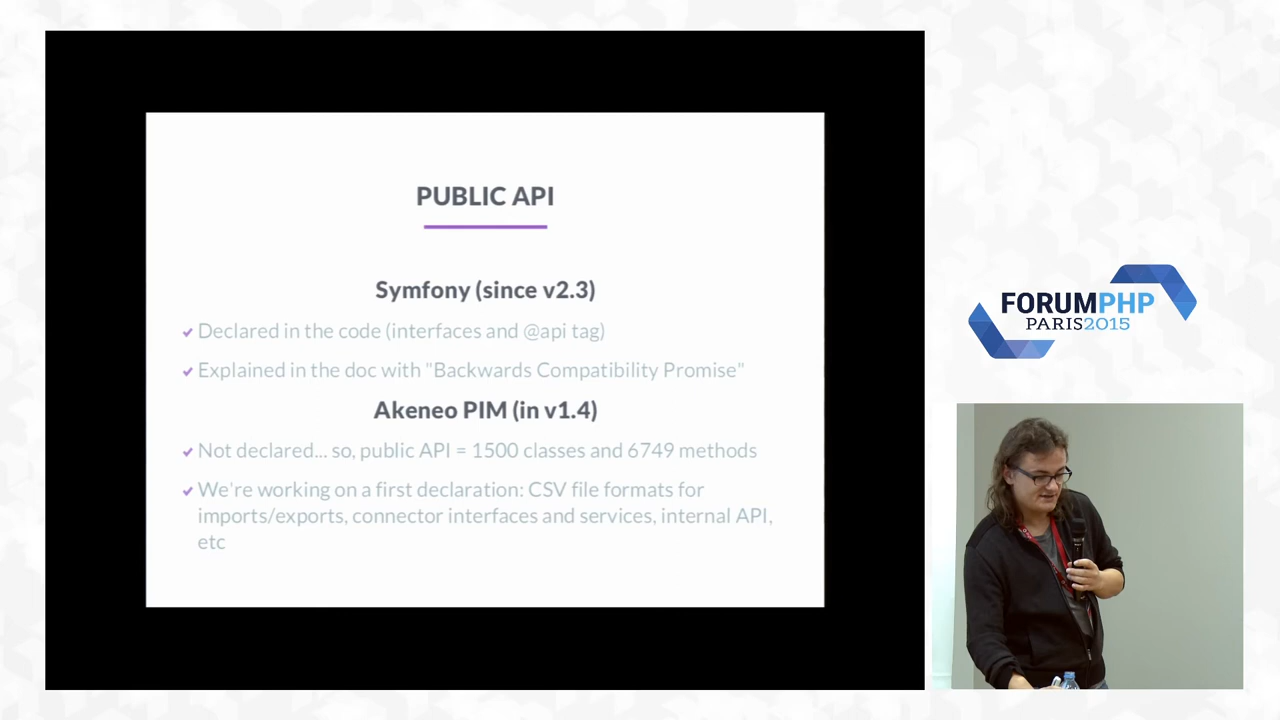 PUBLIC API
Symfony (since v2.3)
Declared in the code (interfaces and @api tag)
Explained in the doc with "Backwards Compatibility Promise"
Akeneo PIM (in v1.4)
Not declared... so, public API = 1500 classes and 6749 methods
We're working on a first declaration: CSV file formats for
imports/exports, connector interfaces and services, internal API,
etc
FORUMPHP
PARIS2015